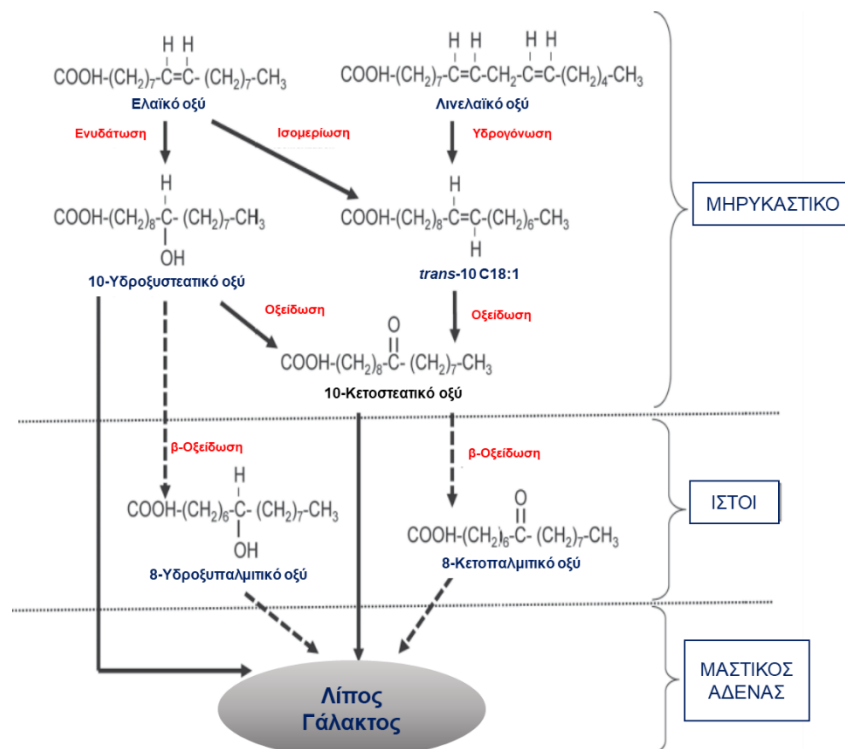 H H
COOH-(CH₂)₇-C=C- (CH₂)₇-CH₃
Ελαϊκό οξύ
H H H H
COOH-(CH₂)₇-C=C-CH₂-C=C-(CH₂)₄-CH₃
Λινελαϊκό οξύ
Ενυδάτωση
Ισομερίωση
Υδρογόνωση
H
COOH-(CH₂)₈-C- (CH₂)₇-CH₃
OH
10-Υδροξυστεατικό οξύ
H
COOH-(CH₂)₈-C=C-(CH₂)₆-CH₃
H
trans-10 C18:1
ΜΗΡΥΚΑΣΤΙΚΟ
Οξείδωση
Οξείδωση
O
COOH-(CH₂)₈-C- (CH₂)₇-CH₃
10-Κετοστεατικό οξύ
β-Οξείδωση
β-Οξείδωση
H
COOH-(CH₂)₆-C- (CH₂)₇-CH₃
OH
8-Υδροξυπαλμιτικό οξύ
O
COOH-(CH₂)₆-C- (CH₂)₇-CH₃
8-Κετοπαλμιτικό οξύ
ΙΣΤΟΙ
Λίπος
Γάλακτος
ΜΑΣΤΙΚΟΣ
ΑΔΕΝΑΣ